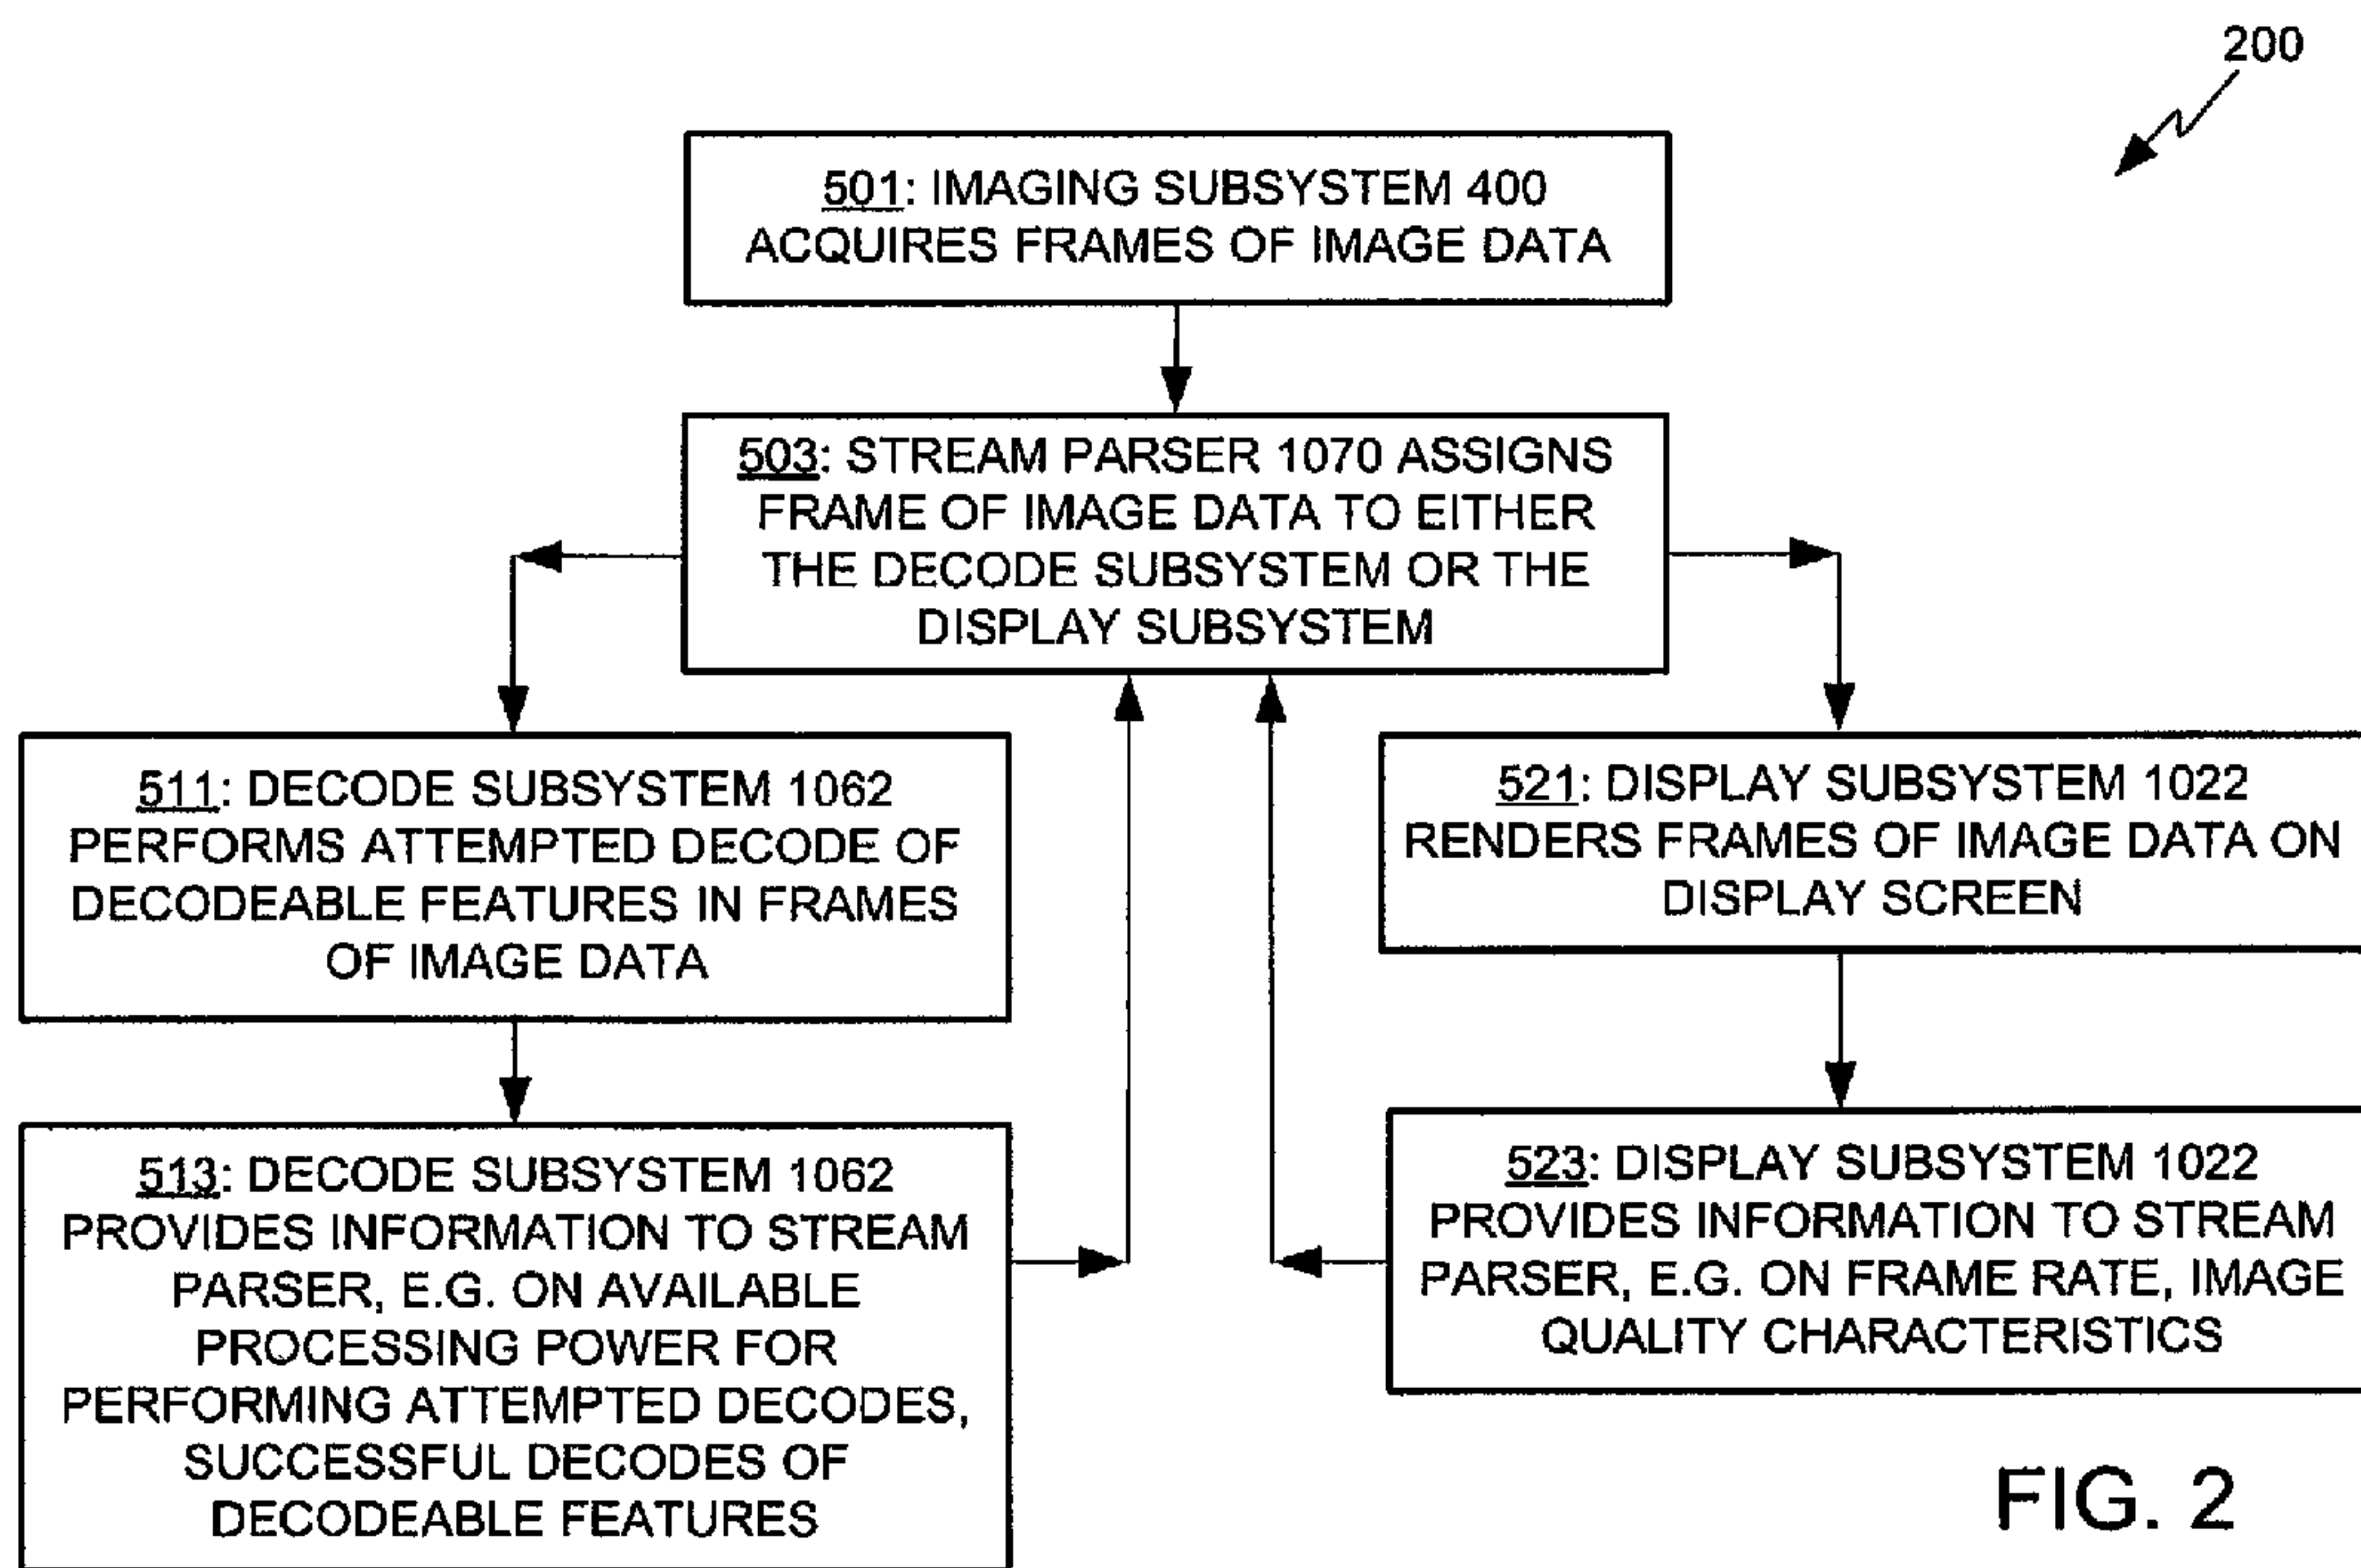 200
501: IMAGING SUBSYSTEM 400
ACQUIRES FRAMES OF IMAGE DATA
503: STREAM PARSER 1070 ASSIGNS
FRAME OF IMAGE DATA TO EITHER
THE DECODE SUBSYSTEM OR THE
DISPLAY SUBSYSTEM
511: DECODE SUBSYSTEM 1062
PERFORMS ATTEMPTED DECODE OF
DECODEABLE FEATURES IN FRAMES
OF IMAGE DATA
521: DISPLAY SUBSYSTEM 1022
RENDERS FRAMES OF IMAGE DATA ON
DISPLAY SCREEN
513: DECODE SUBSYSTEM 1062
PROVIDES INFORMATION TO STREAM
PARSER, E.G. ON AVAILABLE
PROCESSING POWER FOR
PERFORMING ATTEMPTED DECODES,
SUCCESSFUL DECODES OF
DECODEABLE FEATURES
523: DISPLAY SUBSYSTEM 1022
PROVIDES INFORMATION TO STREAM
PARSER, E.G. ON FRAME RATE, IMAGE
QUALITY CHARACTERISTICS
FIG. 2